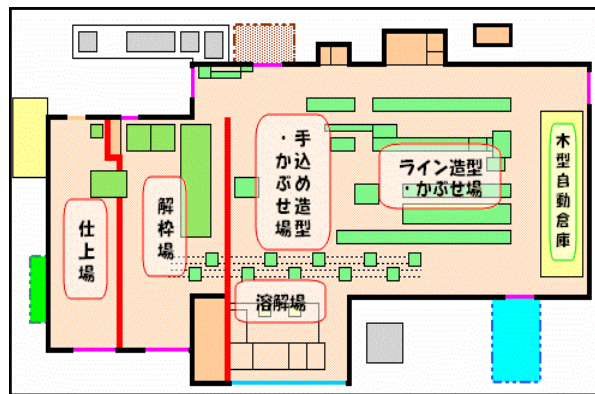 仕上場
解枠場
手込め造型
・かぶせ場
ライン造型
・かぶせ場
木型自動倉庫
溶解場